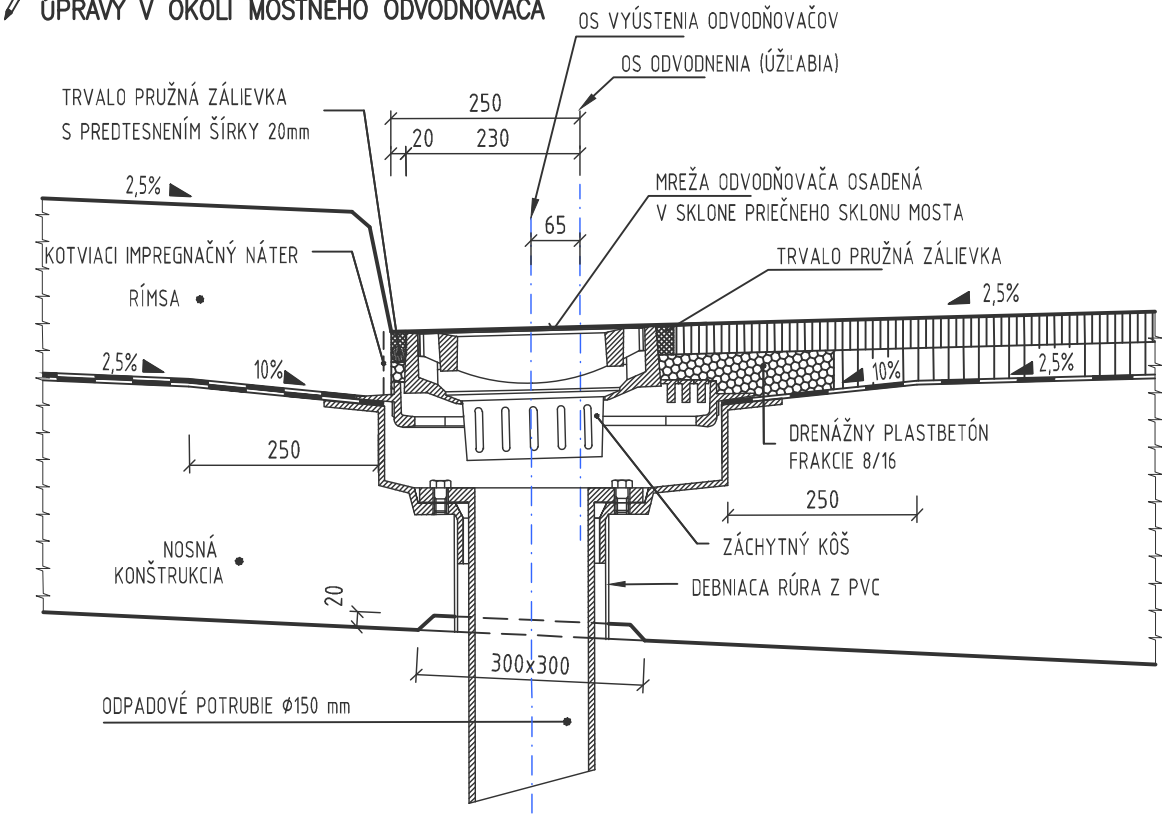 ÚPRAVY V OKOLÍ MOSTNÉHO ODVODŇOVAČA
OS VYÚSTENIA ODVODŇOVAČOV
OS ODVODNENIA (ÚŽĽABIA)
TRVALO PRUŽNÁ ZÁLIEVKA
S PREDTESNENÍM ŠÍRKY 20mm
250
20
230
2,5%
MREŽA ODVODŇOVAČA OSADENÁ
V SKLONE PRIEČNEHO SKLONU MOSTA
65
KOTVIACI IMPREGNAČNÝ NÁTER
TRVALO PRUŽNÁ ZÁLIEVKA
RÍMSA
2,5%
2,5%
10%
10%
2,5%
DRENÁŽNY PLASTBETÓN
FRAKCIE 8/16
250
250
ZÁCHYTNÝ KÔŠ
NOSNÁ
KONŠTRUKCIA
DEBNIACA RÚRA Z PVC
20
300x300
ODPADOVÉ POTRUBIE ϕ150 mm